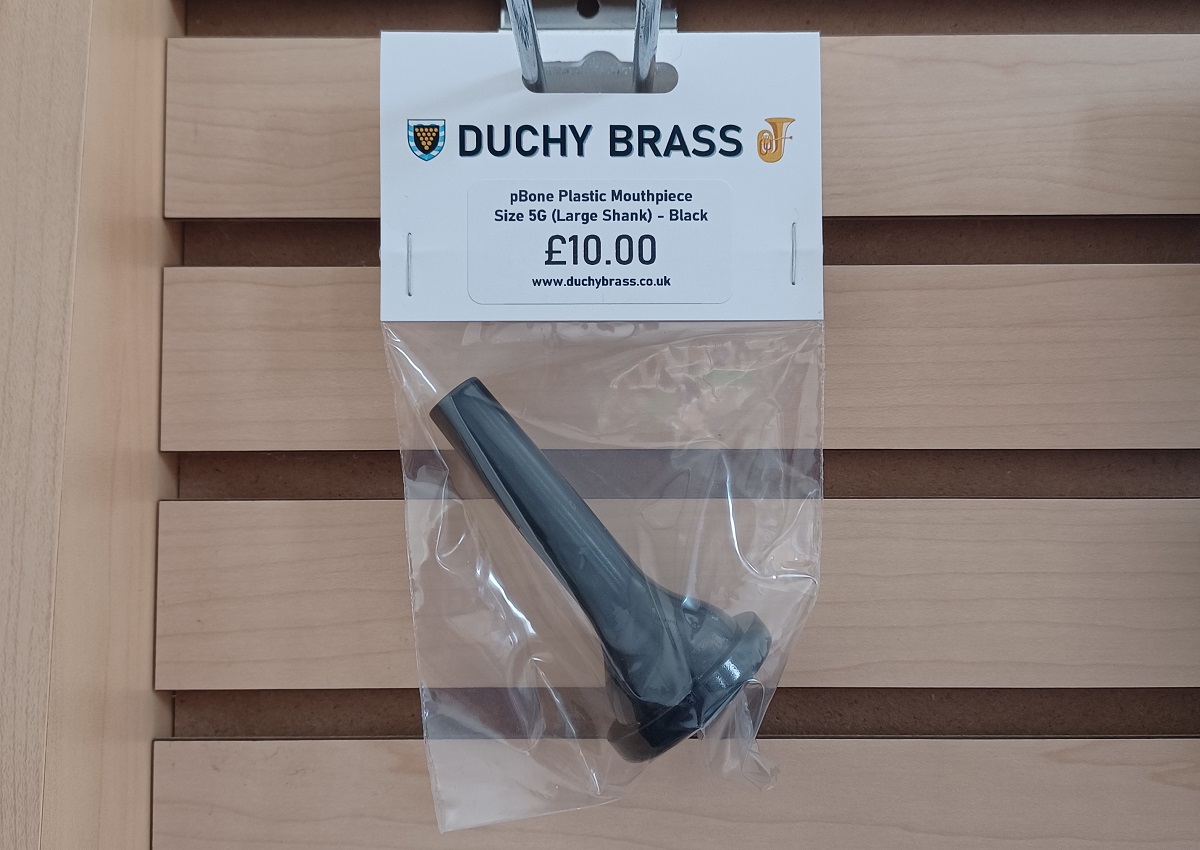 DUCHY BRASS
pBone Plastic Mouthpiece
Size 5G (Large Shank) - Black
£10.00
www.duchybrass.co.uk